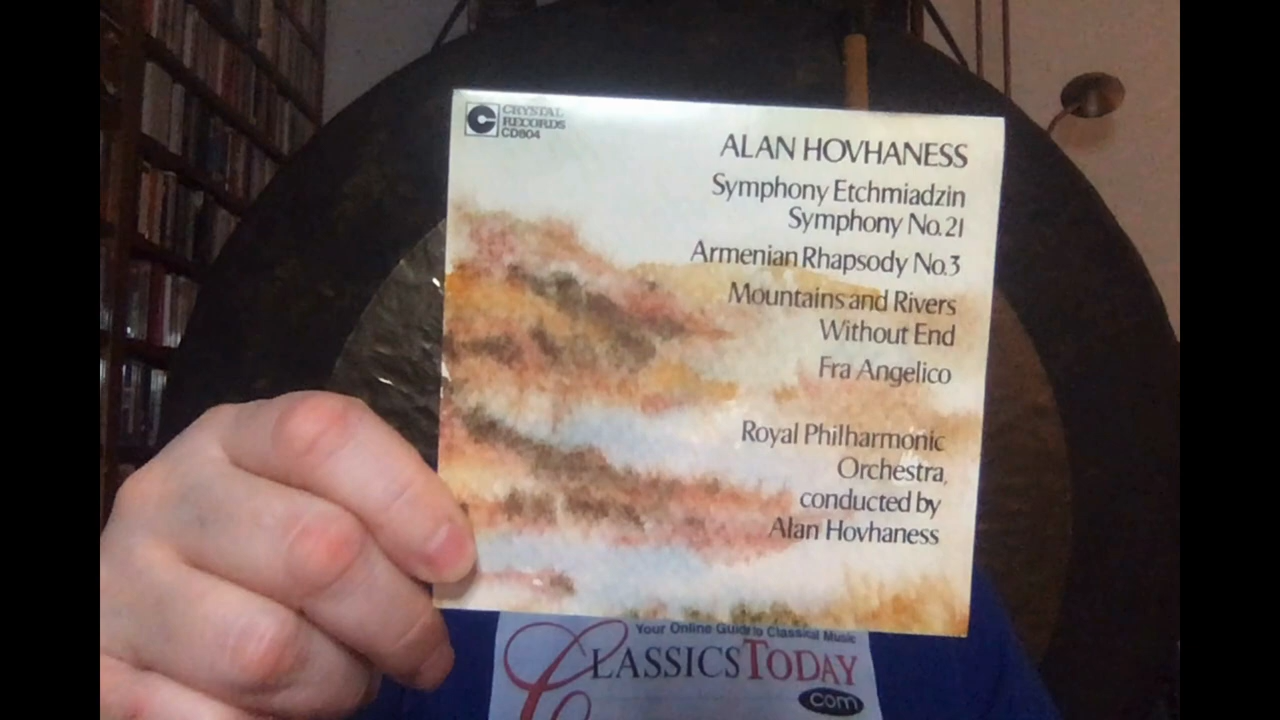 CRYSTAL
RECORDS
CD804
ALAN HOVHANESS
Symphony Etchmiadzin
Symphony No. 21
Armenian Rhapsody No. 3
Mountains and Rivers
Without End
Fra Angelico
Royal Philharmonic
Orchestra,
conducted by
Alan Hovhaness
Your Online Guide to Classical Music
CLASSICSTODAY
.com